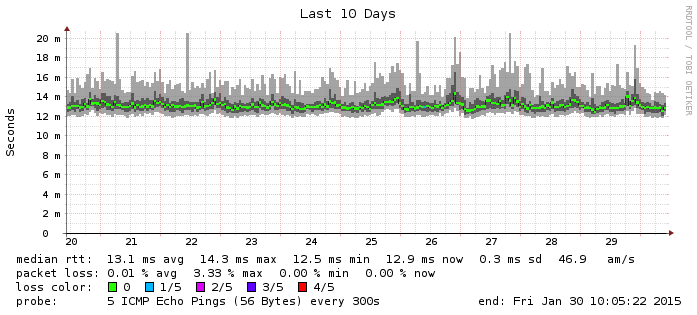 Last 10 Days
RRDTOOL / TOBI OETIKER
Seconds
20 m
18 m
16 m
14 m
12 m
10 m
8 m
6 m
4 m
2 m
0
20 21 22 23 24 25 26 27 28 29
median rtt: 13.1 ms avg 14.3 ms max 12.5 ms min 12.9 ms now 0.3 ms sd 46.9 am/s
packet loss: 0.01 % avg 3.33 % max 0.00 % min 0.00 % now
loss color: 0 1/5 2/5 3/5 4/5
probe: 5 ICMP Echo Pings (56 Bytes) every 300s end: Fri Jan 30 10:05:22 2015